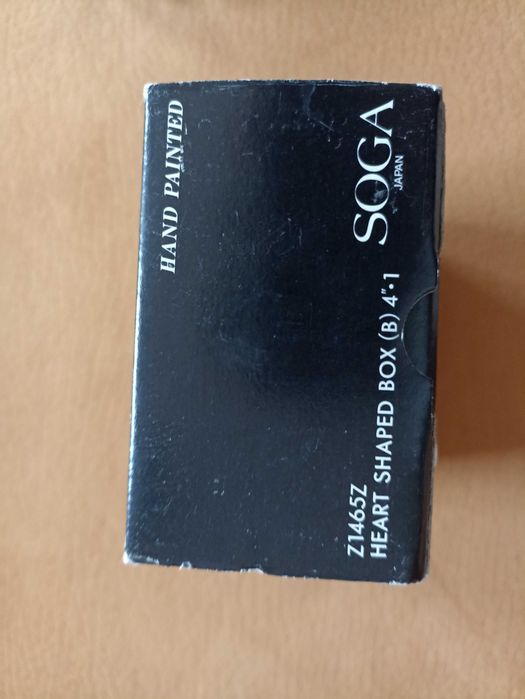 HAND PAINTED
SOGA
JAPAN
Z1465Z
HEART SHAPED BOX (B) 4"·1